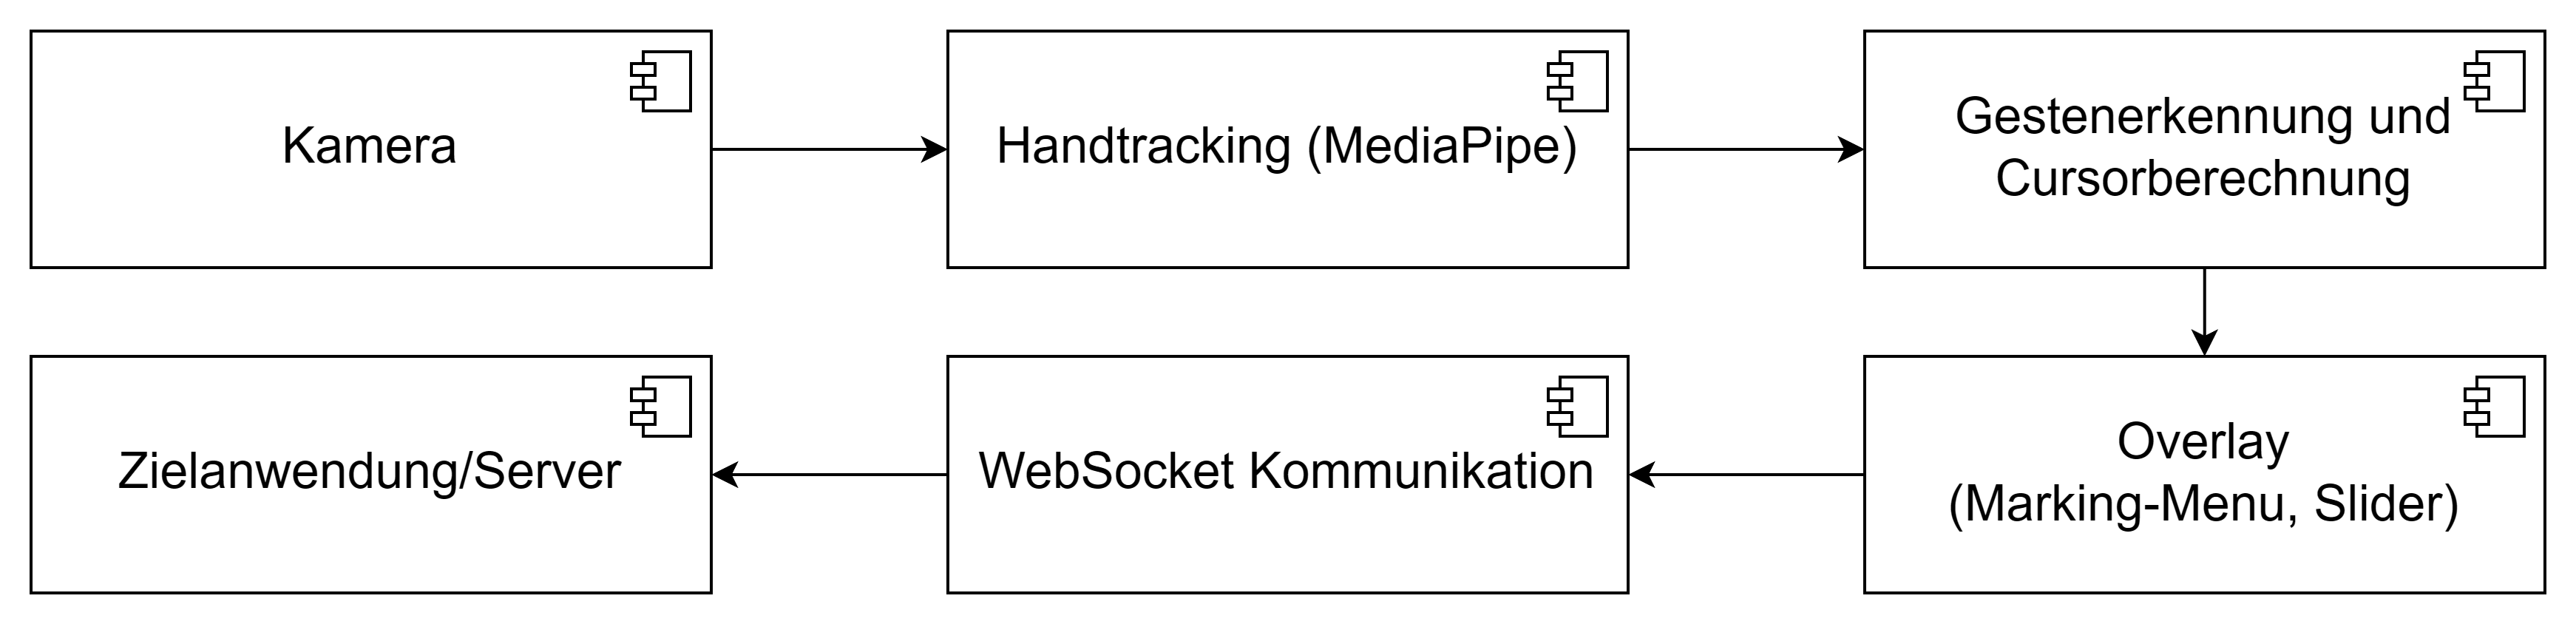 Kamera
Handtracking (MediaPipe)
Gestenerkennung und
Cursorberechnung
Zielanwendung/Server
WebSocket Kommunikation
Overlay
(Marking-Menu, Slider)